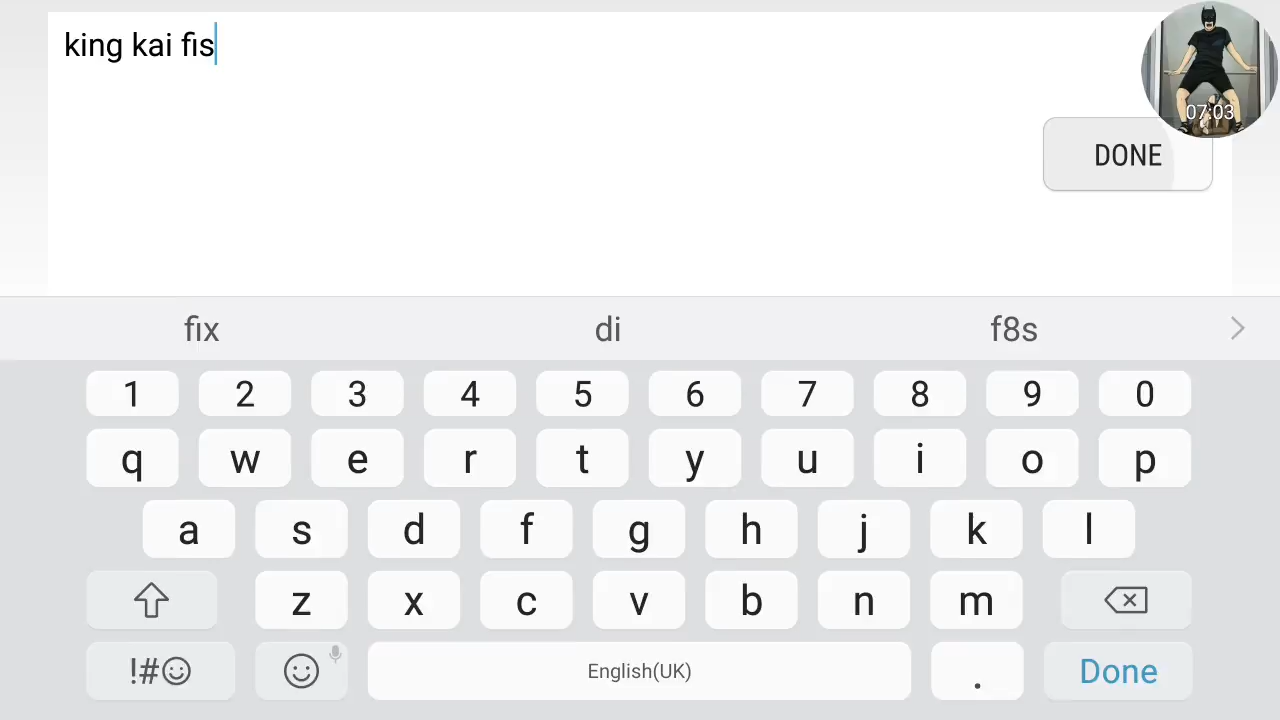 king kai fis
07:03
DONE
fix di f8s
1 2 3 4 5 6 7 8 9 0
q w e r t y u i o p
a s d f g h j k l
z x c v b n m
!#☺ English(UK) . Done